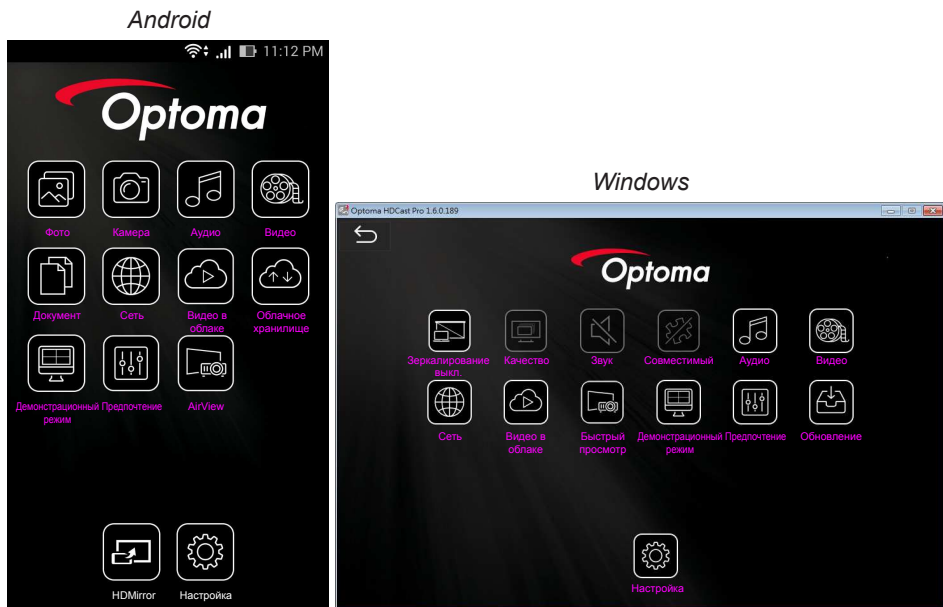 Android
11:12 PM
Optoma
Фото Камера Аудио Видео
Документ Сеть Видео в облаке Облачное хранилище
Демонстрационный режим Предпочтение AirView
HDMirror Настройка
Windows
Optoma HDCast Pro 1.6.0.189
Optoma
Зеркалирование выкл. Качество Звук Совместимый Аудио Видео
Сеть Видео в облаке Быстрый просмотр Демонстрационный режим Предпочтение Обновление
Настройка